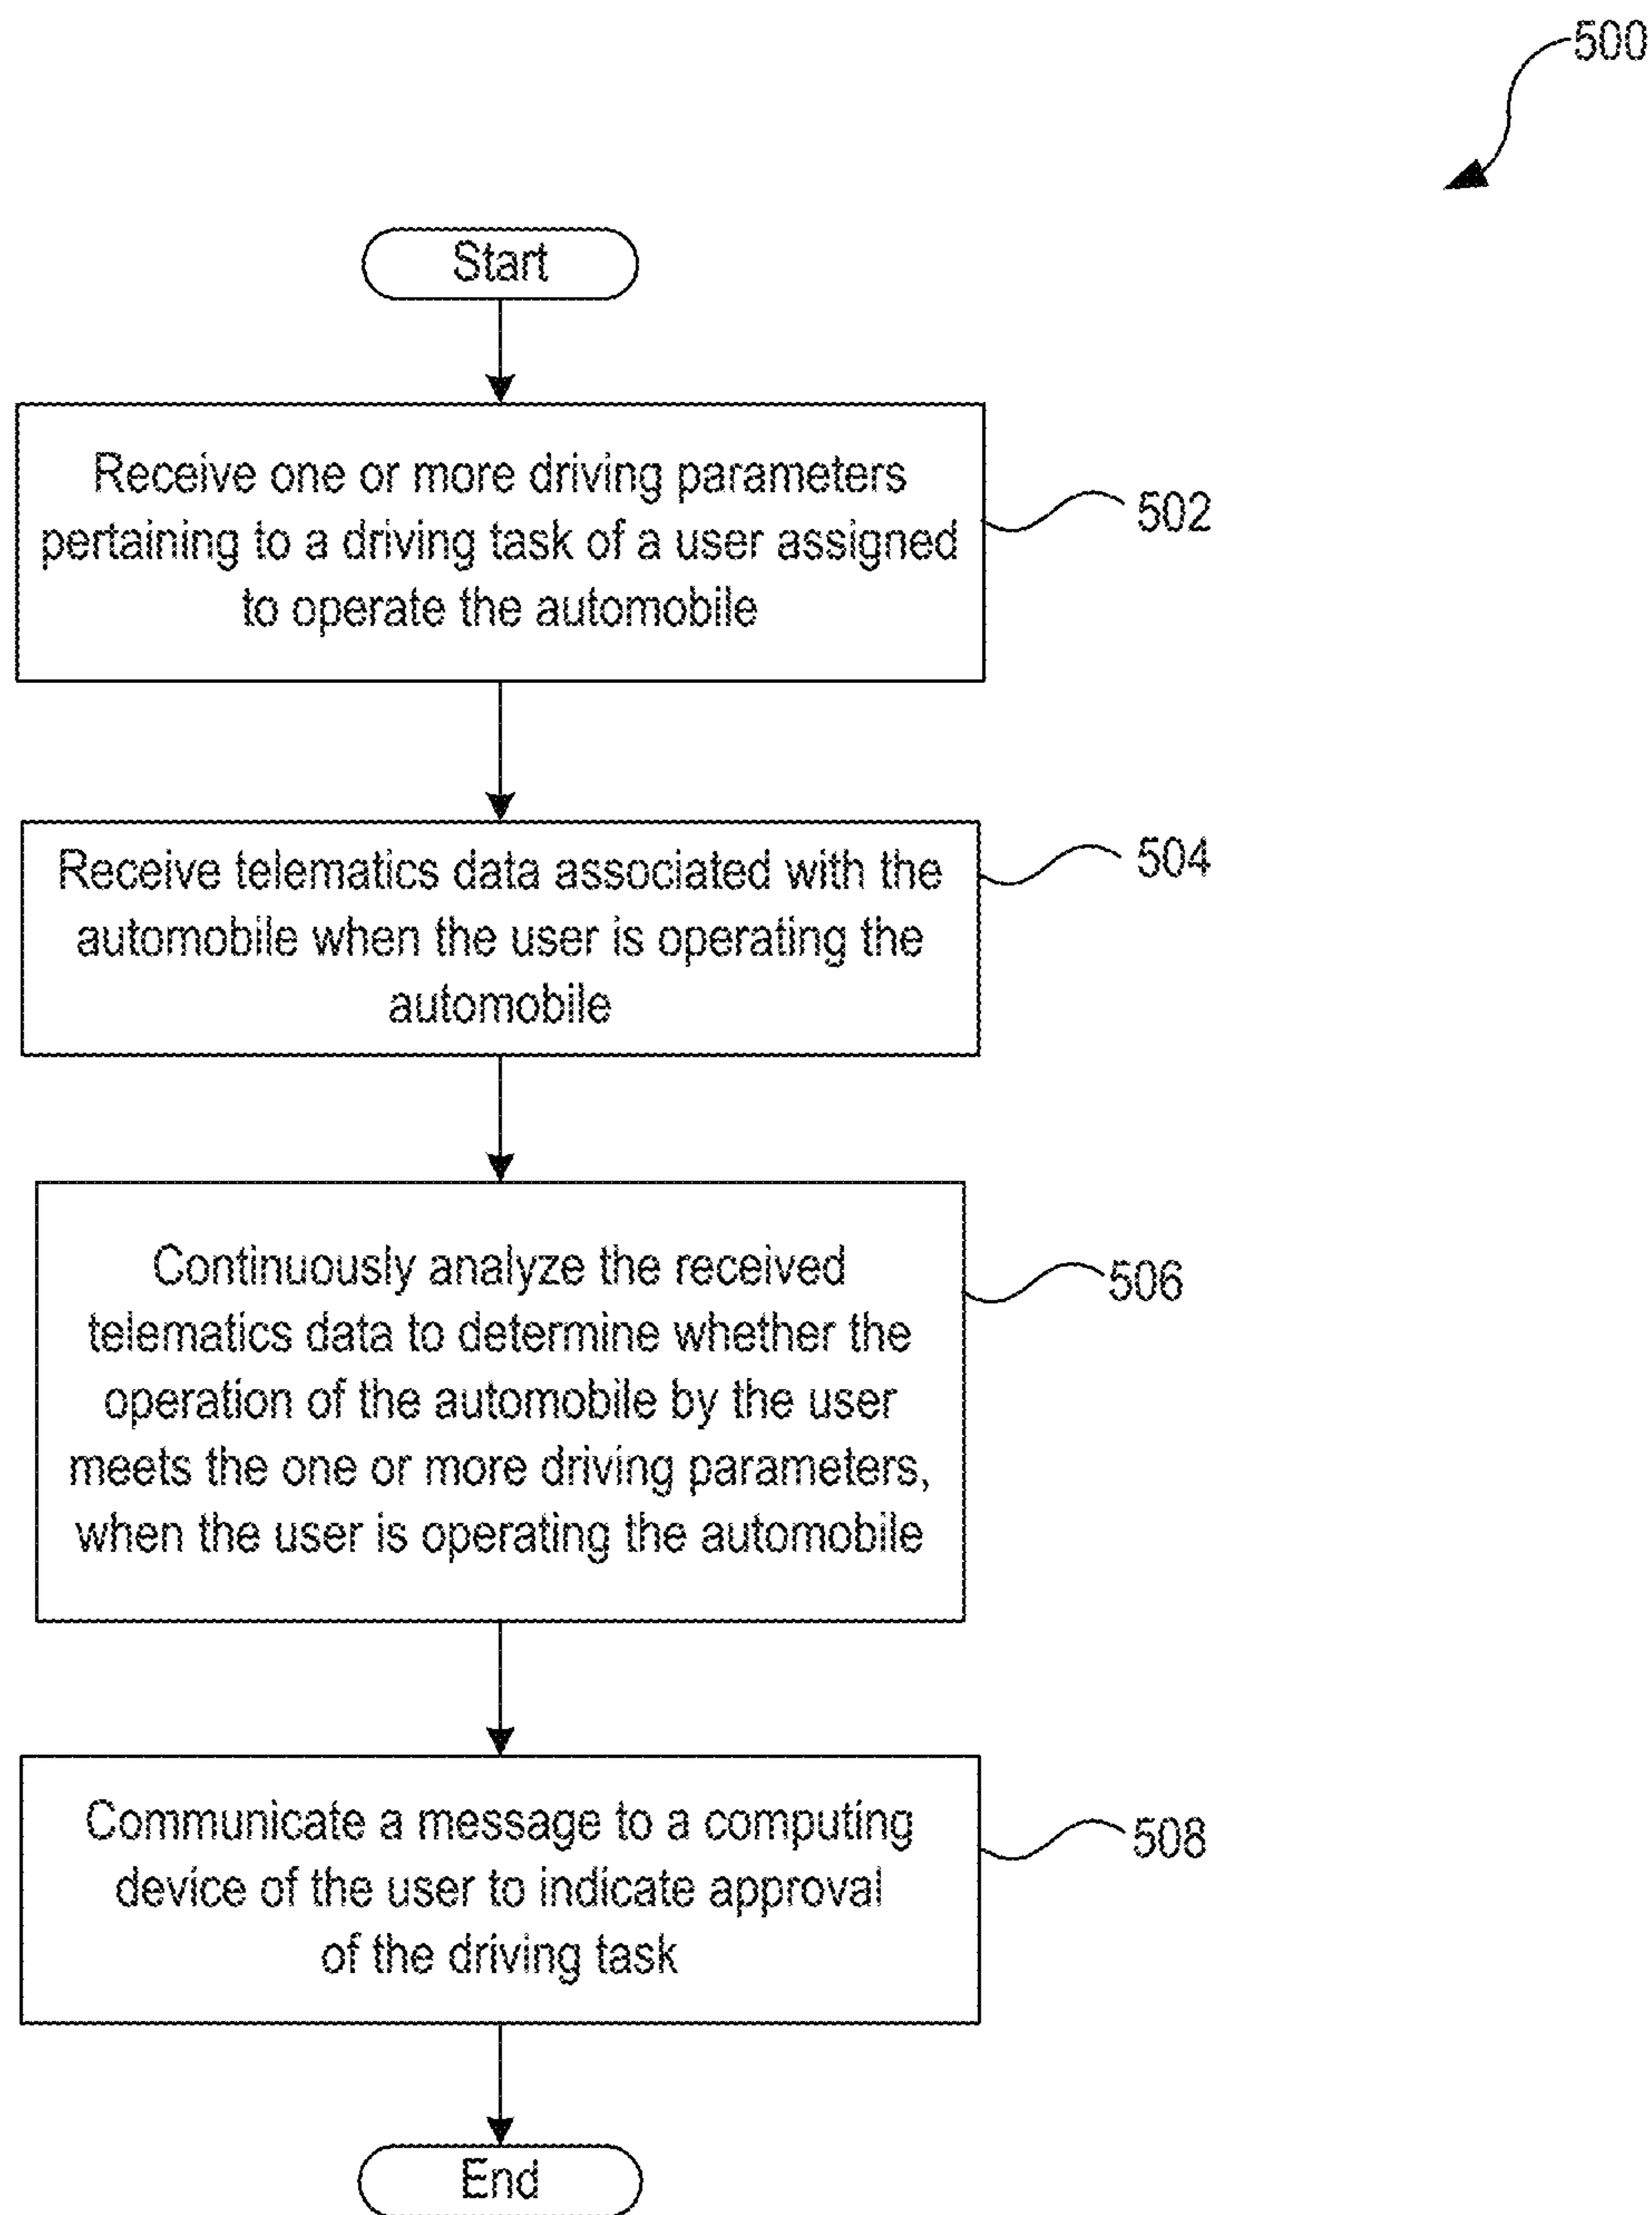 500
Start
Receive one or more driving parameters
pertaining to a driving task of a user assigned
to operate the automobile
502
Receive telematics data associated with the
automobile when the user is operating the
automobile
504
Continuously analyze the received
telematics data to determine whether the
operation of the automobile by the user
meets the one or more driving parameters,
when the user is operating the automobile
506
Communicate a message to a computing
device of the user to indicate approval
of the driving task
508
End